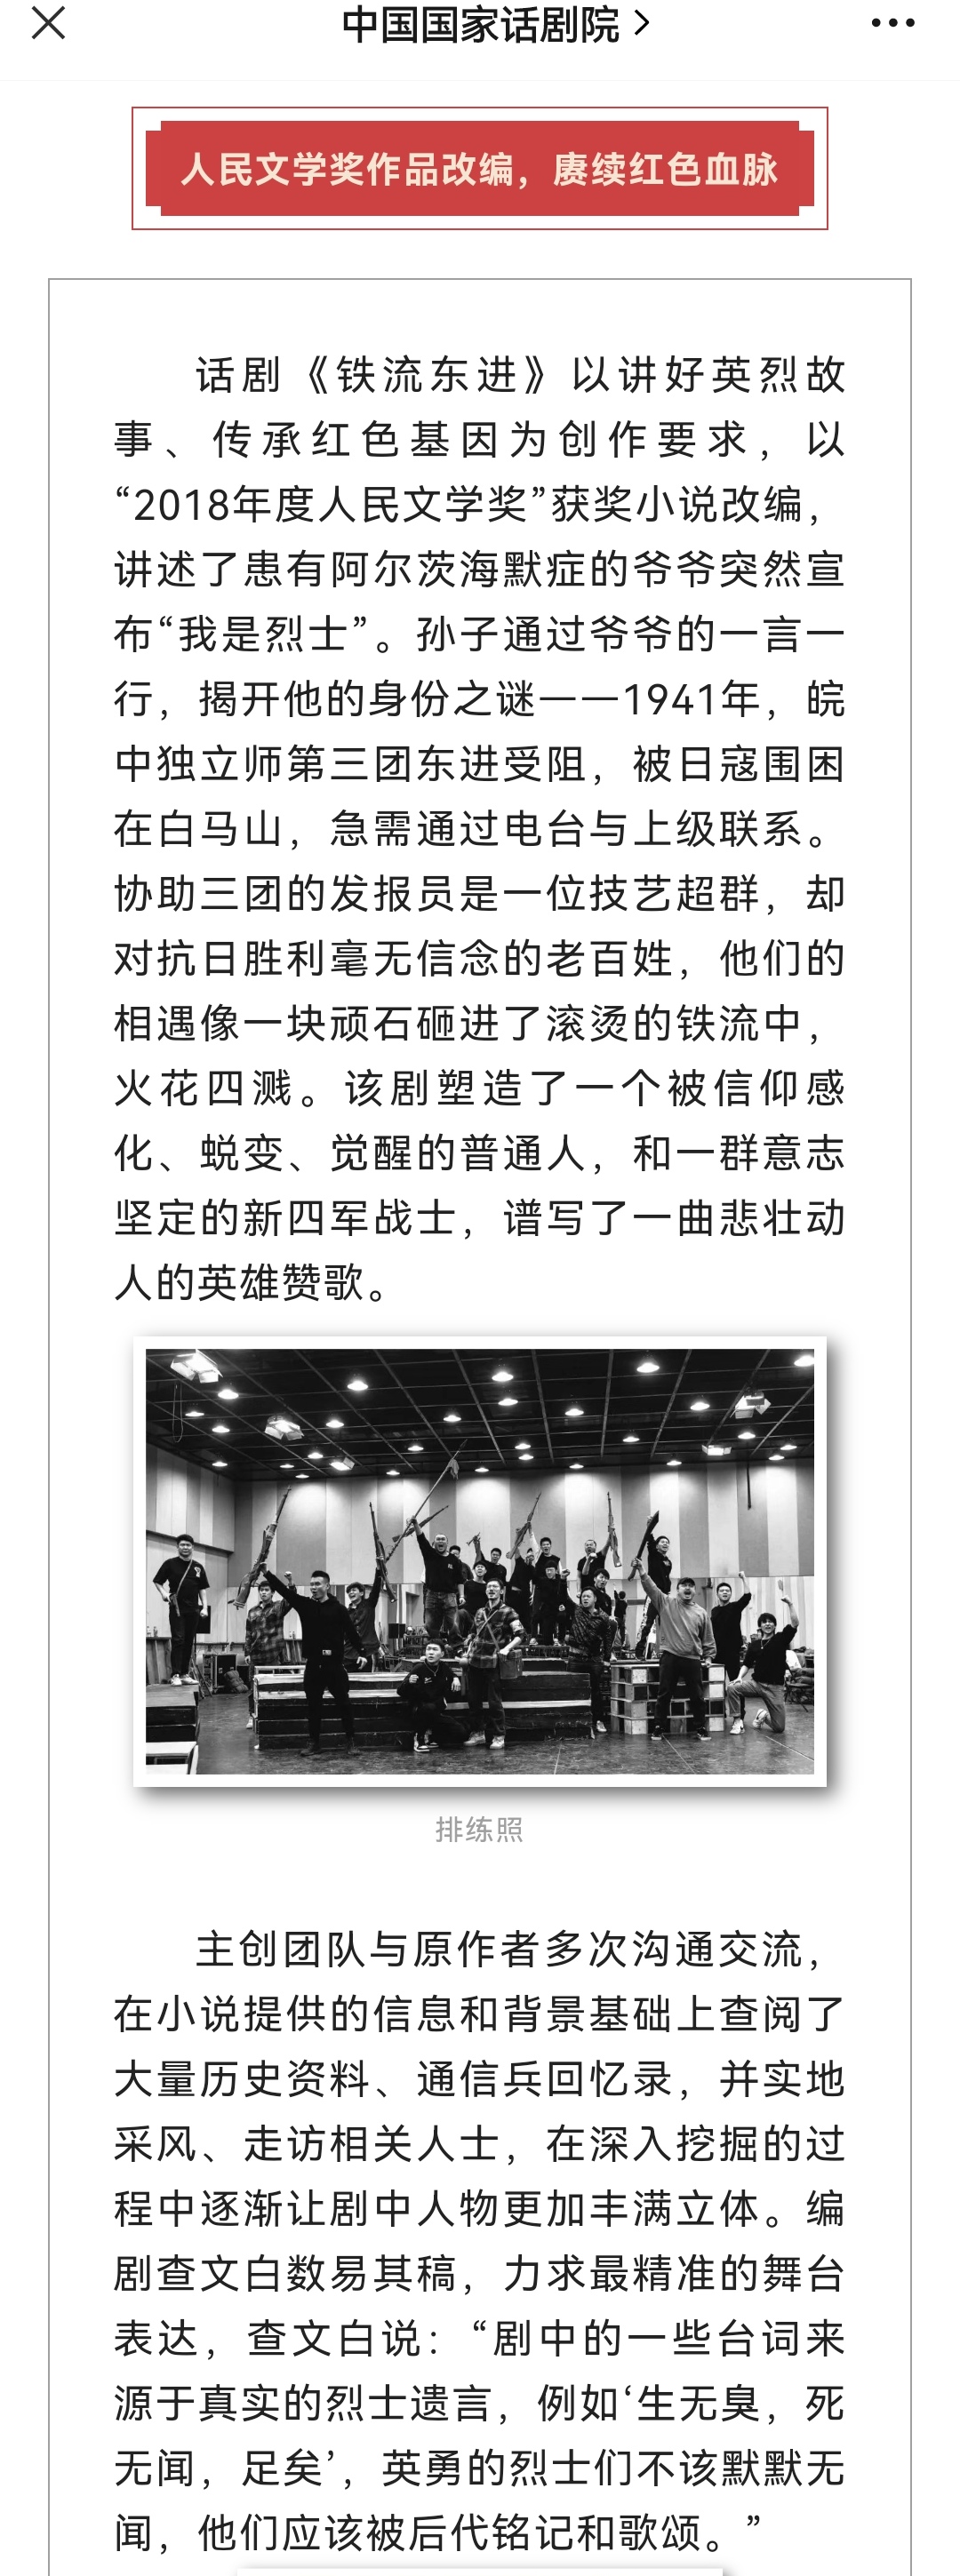 中国国家话剧院
人民文学奖作品改编，赓续红色血脉
话剧《铁流东进》以讲好英烈故
事、传承红色基因为创作要求，以
“2018年度人民文学奖”获奖小说改编，
讲述了患有阿尔茨海默症的爷爷突然宣
布“我是烈士”。孙子通过爷爷的一言一
行，揭开他的身份之谜——1941年，皖
中独立师第三团东进受阻，被日寇围困
在白马山，急需通过电台与上级联系。
协助三团的发报员是一位技艺超群，却
对抗日胜利毫无信念的老百姓，他们的
相遇像一块顽石砸进了滚烫的铁流中，
火花四溅。该剧塑造了一个被信仰感
化、蜕变、觉醒的普通人，和一群意志
坚定的新四军战士，谱写了一曲悲壮动
人的英雄赞歌。
排练照
主创团队与原作者多次沟通交流，
在小说提供的信息和背景基础上查阅了
大量历史资料、通信兵回忆录，并实地
采风、走访相关人士，在深入挖掘的过
程中逐渐让剧中人物更加丰满立体。编
剧查文白数易其稿，力求最精准的舞台
表达，查文白说：“剧中的一些台词来
源于真实的烈士遗言，例如‘生无臭，死
无闻，足矣’，英勇的烈士们不该默默无
闻，他们应该被后代铭记和歌颂。”